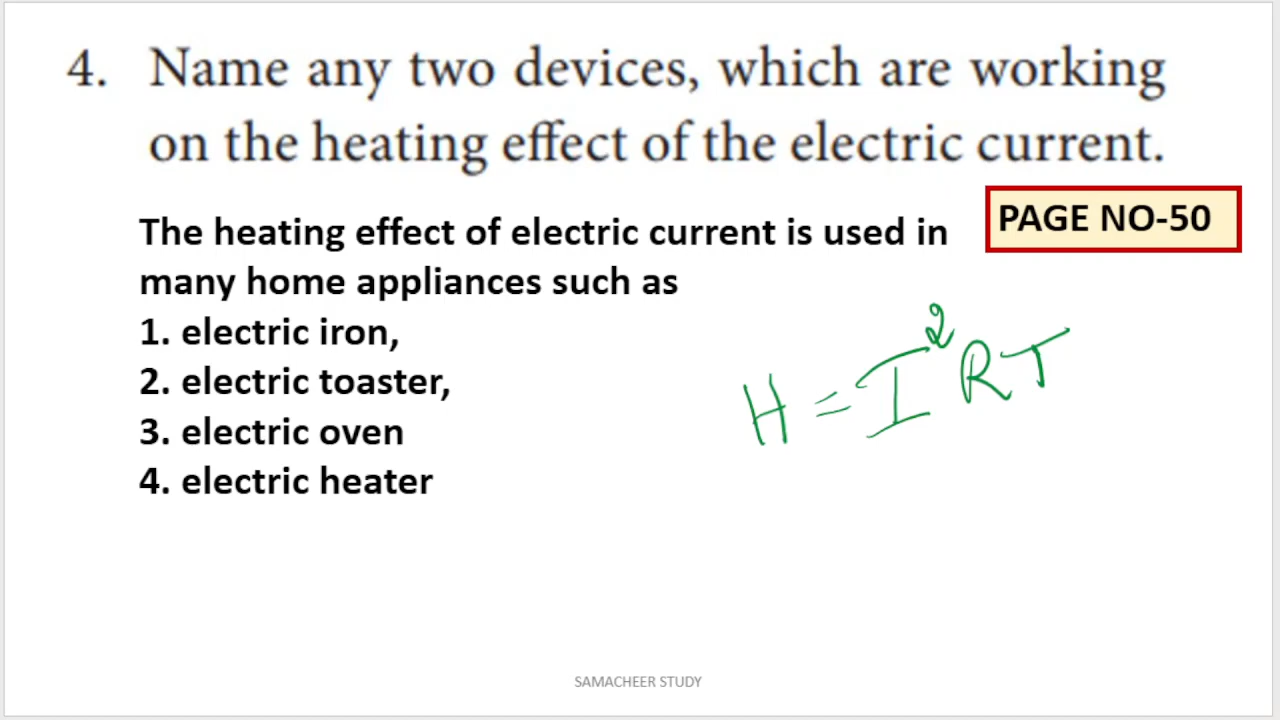 4. Name any two devices, which are working
on the heating effect of the electric current.
PAGE NO-50
The heating effect of electric current is used in
many home appliances such as
1. electric iron,
2. electric toaster,
3. electric oven
4. electric heater
H = I²RT
SAMACHEER STUDY